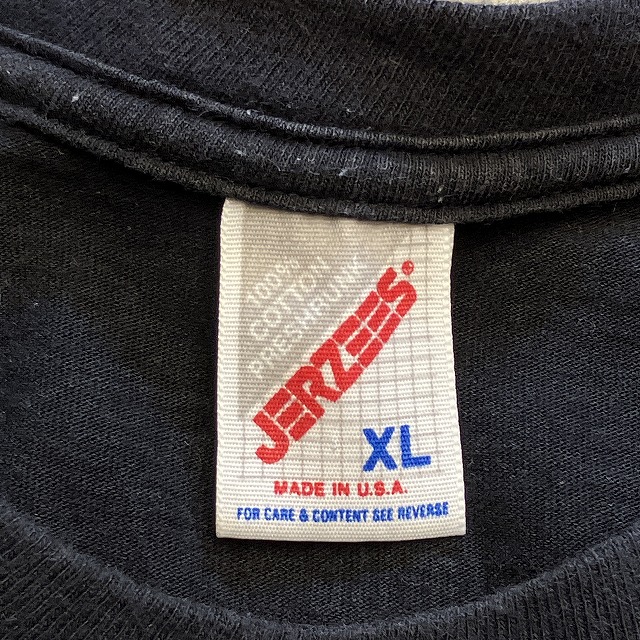 100%
COTTON
PRESHRUNK
JERZEES®
XL
MADE IN U.S.A.
FOR CARE & CONTENT SEE REVERSE